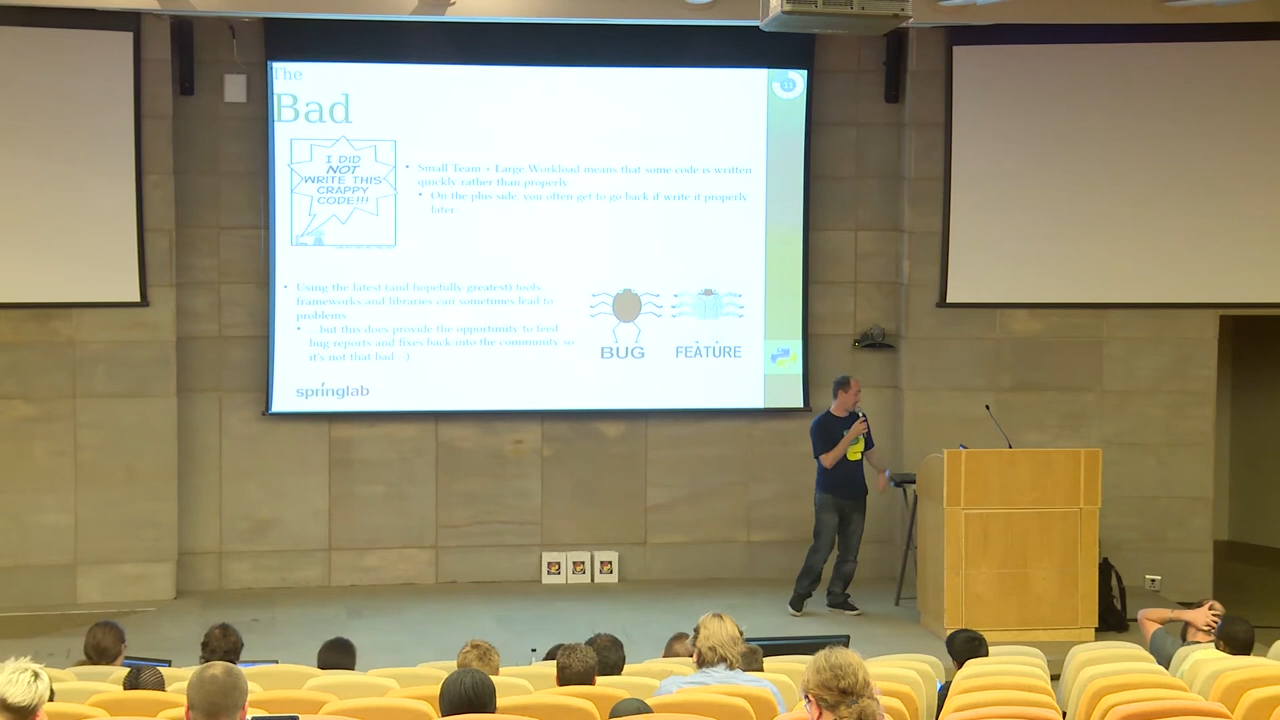 The
Bad
11
I DID
NOT
WRITE THIS
CRAPPY
CODE!!!
• Small Team + Large Workload means that some code is written
quickly rather than properly
• On the plus side, you often get to go back if write it properly
later.
• Using the latest (and hopefully greatest) tools,
frameworks and libraries can sometimes lead to
problems
• ...but this does provide the opportunity to feed
bug reports and fixes back into the community so
it's not that bad :-)
BUG
FEATURE
springlab